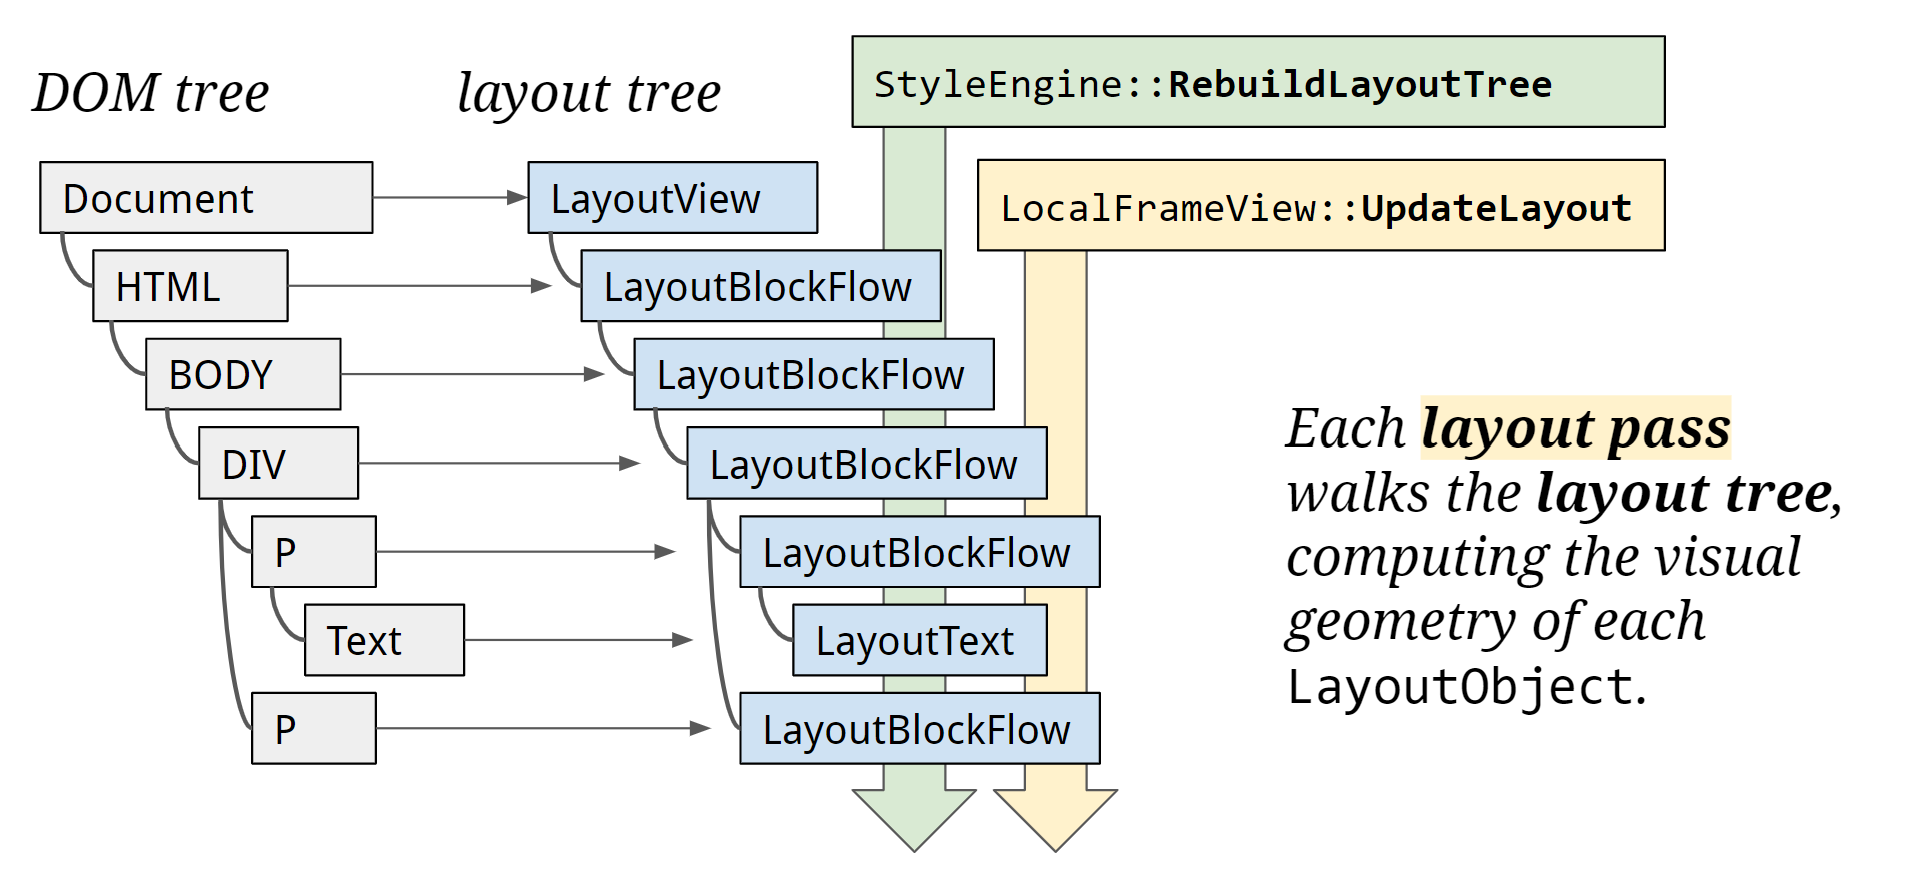 DOM tree
layout tree
StyleEngine::RebuildLayoutTree
LocalFrameView::UpdateLayout
Document
LayoutView
HTML
LayoutBlockFlow
BODY
LayoutBlockFlow
DIV
LayoutBlockFlow
P
LayoutBlockFlow
Text
LayoutText
P
LayoutBlockFlow
Each layout pass
walks the layout tree,
computing the visual
geometry of each
LayoutObject.